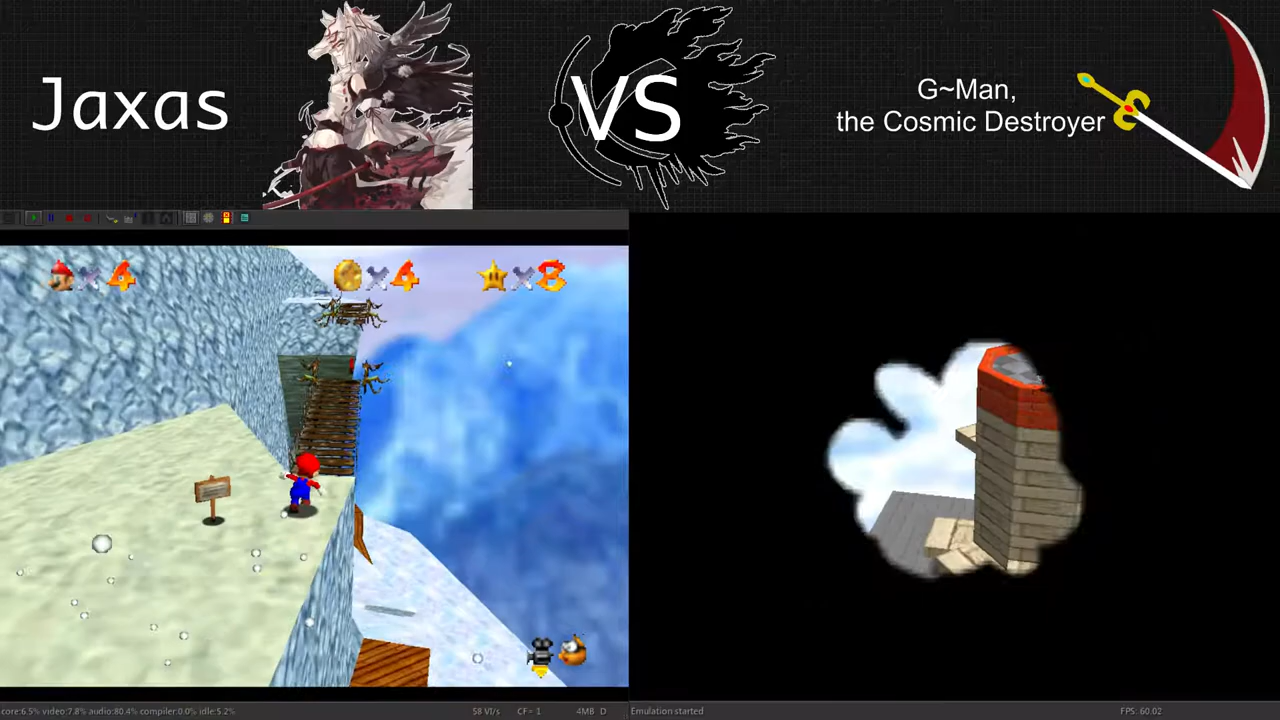 Jaxas
VS
G~Man,
the Cosmic Destroyer
4
4
8
core:6.5% video:7.8% audio:80.4% compiler:0.0% idle:5.2%
58 VI/s
CF= 1
4MB D
Emulation started
FPS: 60.02